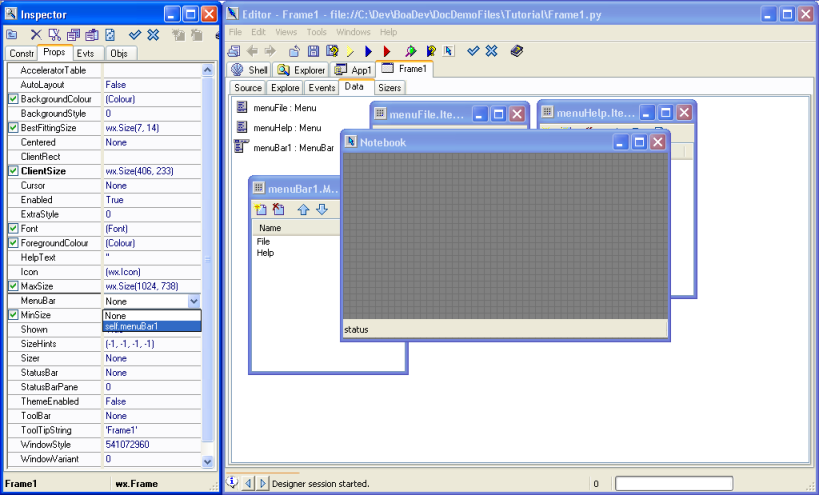 Inspector
Constr Props Evts Objs
AcceleratorTable
AutoLayout False
BackgroundColour (Colour)
BackgroundStyle 0
BestFittingSize wx.Size(7, 14)
Centered None
ClientRect
ClientSize wx.Size(406, 233)
Cursor None
Enabled True
ExtraStyle 0
Font (Font)
ForegroundColour (Colour)
HelpText ''
Icon (wx.Icon)
MaxSize wx.Size(1024, 738)
MenuBar None
MinSize None
self.menuBar1
Shown
SizeHints (-1, -1, -1, -1)
Sizer None
StatusBar None
StatusBarPane 0
ThemeEnabled False
ToolBar None
ToolTipString 'Frame1'
WindowStyle 541072960
WindowVariant 0
Frame1 wx.Frame
Editor - Frame1 - file://C:\Dev\BoaDev\DocDemoFiles\Tutorial\Frame1.py
File Edit Views Tools Windows Help
Shell Explorer App1 Frame1
Source Explore Events Data Sizers
menuFile : Menu
menuHelp : Menu
menuBar1 : MenuBar
menuFile.Ite...
menuHelp.Ite...
Notebook
menuBar1.M...
Name
File
Help
status
Designer session started. 0